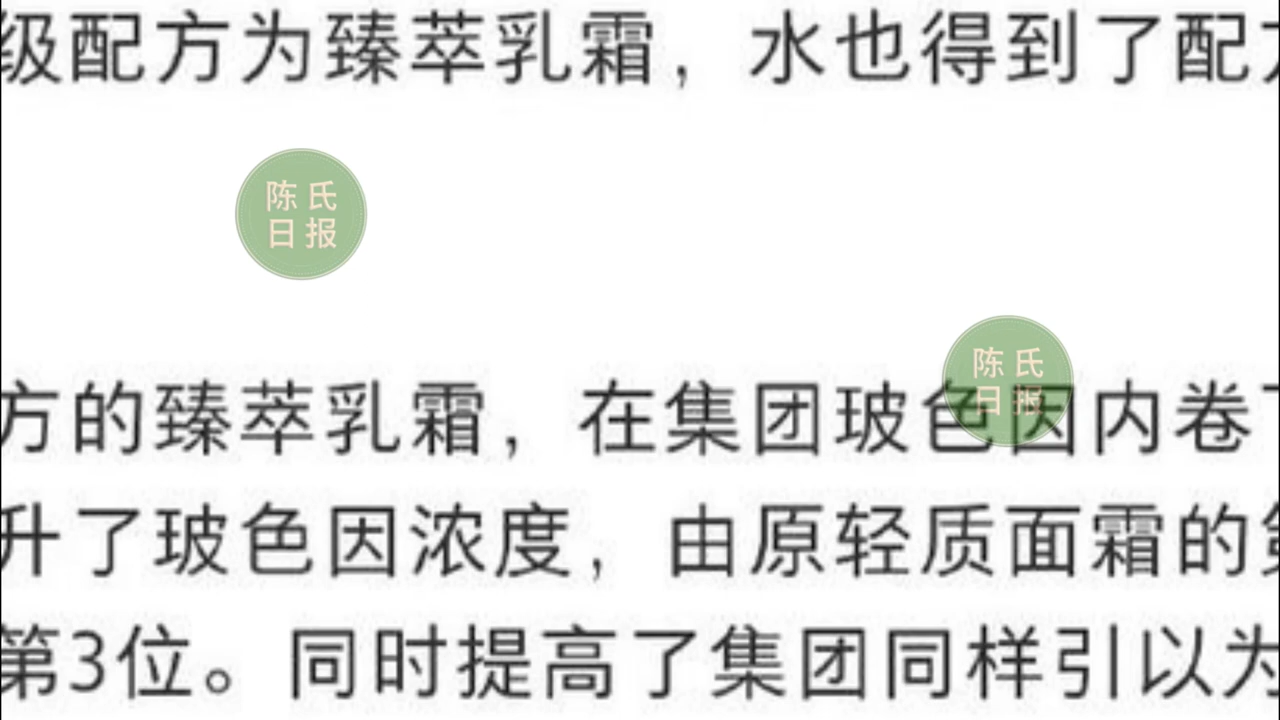 级配方为臻萃乳霜，水也得到了配方
陈氏
日报
陈氏
日报
方的臻萃乳霜，在集团玻色因内卷
升了玻色因浓度，由原轻质面霜的第
第3位。同时提高了集团同样引以为